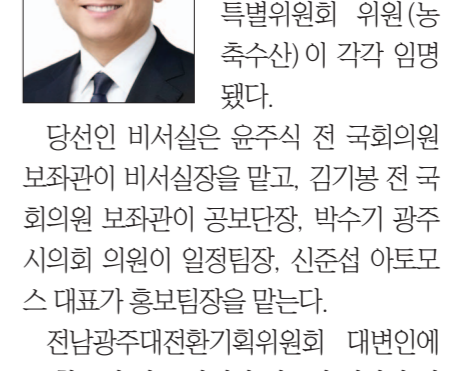 특별위원회 위원(농
축수산)이 각각 임명
됐다.
당선인 비서실은 윤주식 전 국회의원
보좌관이 비서실장을 맡고, 김기봉 전 국
회의원 보좌관이 공보단장, 박수기 광주
시의회 의원이 일정팀장, 신준섭 아토모
스 대표가 홍보팀장을 맡는다.
전남광주대전환기획위원회 대변인에